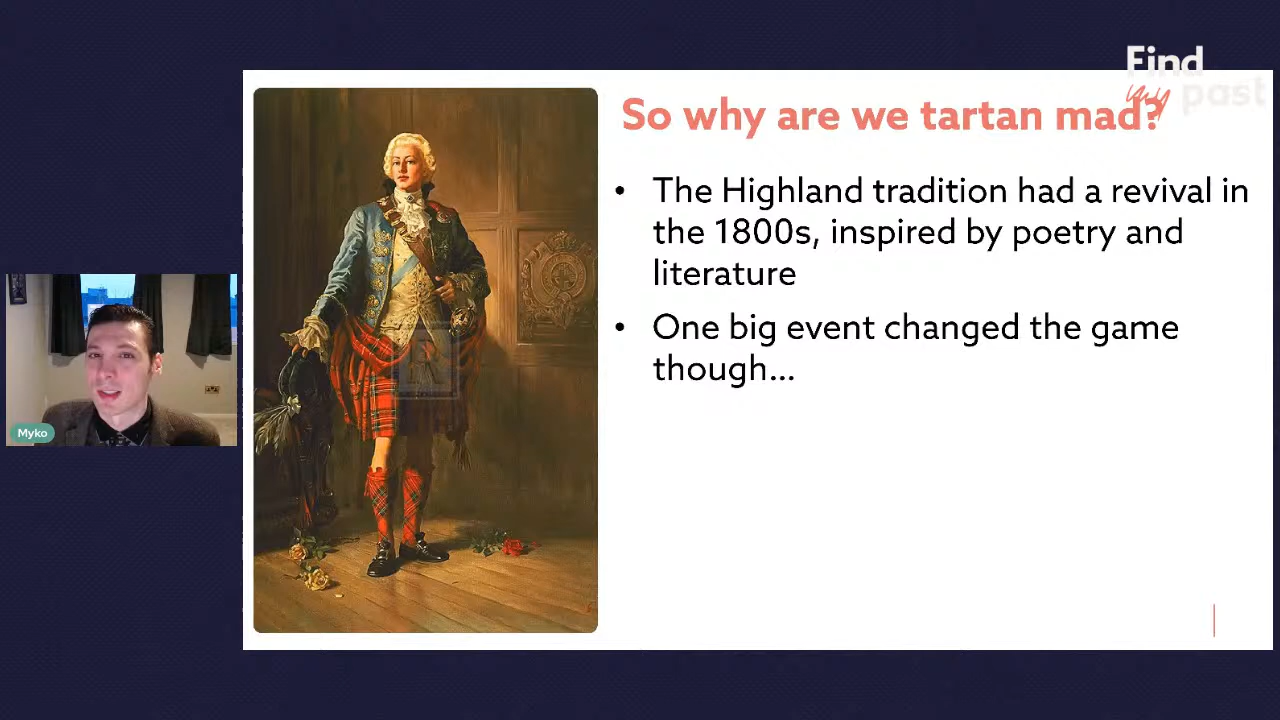 Find
my past
So why are we tartan mad?
• The Highland tradition had a revival in
the 1800s, inspired by poetry and
literature
• One big event changed the game
though...
Myko